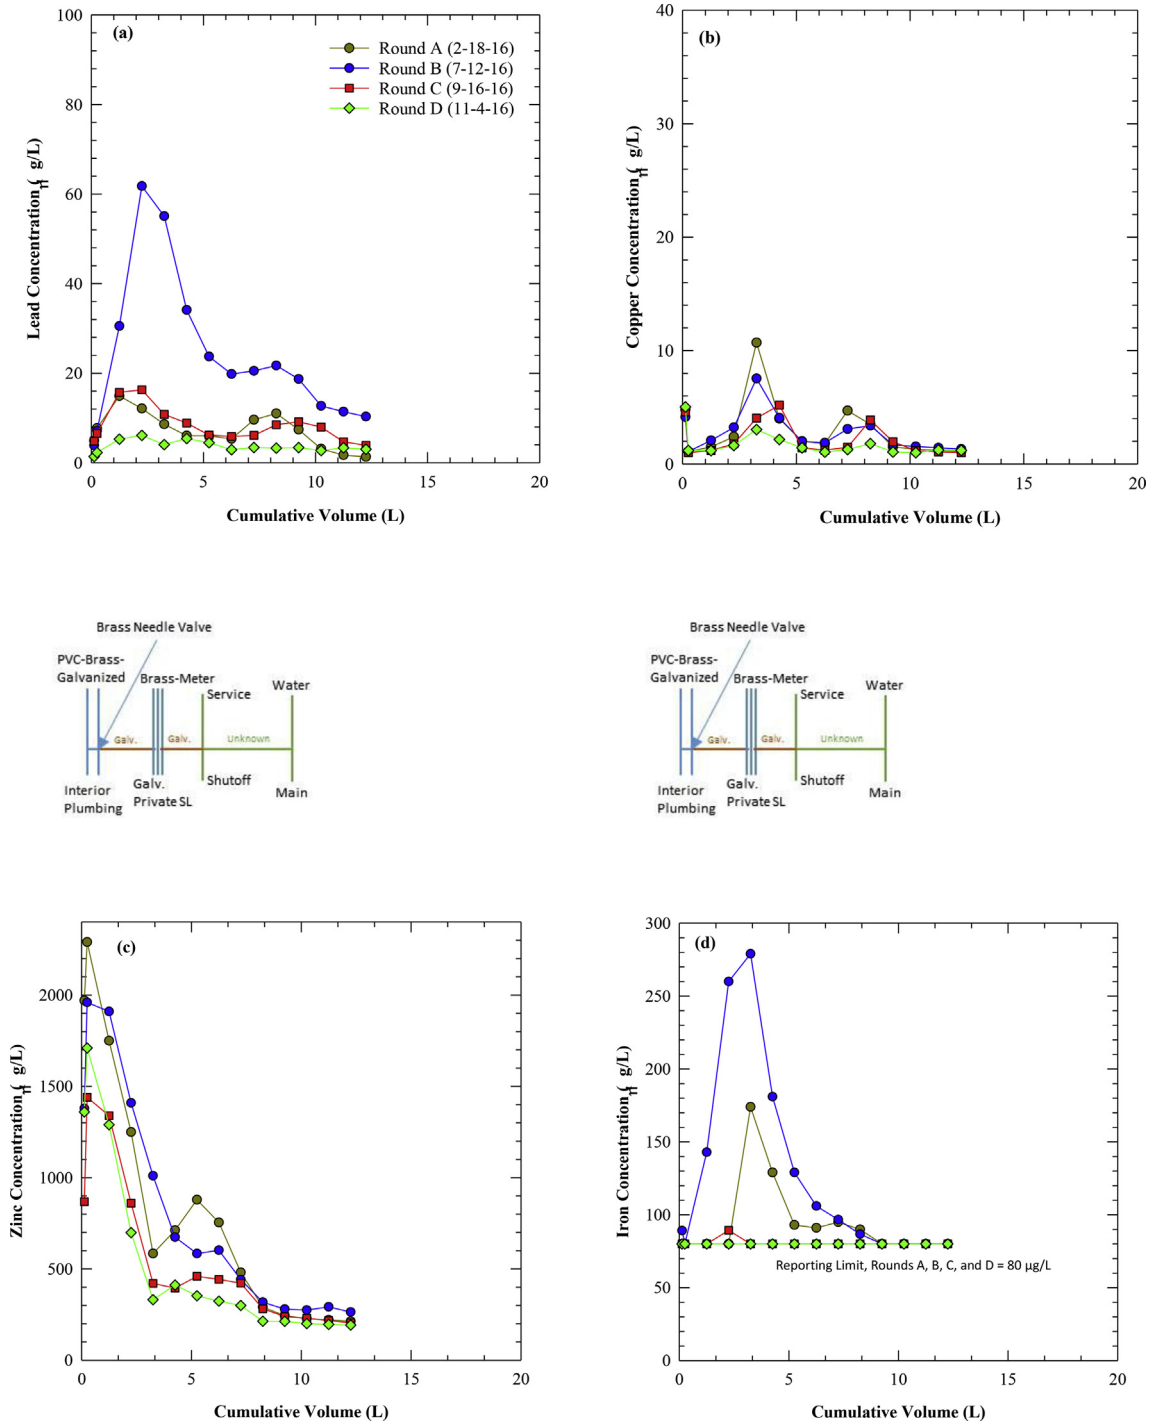 (a)
Round A (2-18-16)
Round B (7-12-16)
Round C (9-16-16)
Round D (11-4-16)
100
80
60
40
20
0
Lead Concentration ( g/L)
0 5 10 15 20
Cumulative Volume (L)
(b)
40
30
20
10
0
Copper Concentration ( g/L)
0 5 10 15 20
Cumulative Volume (L)
Brass Needle Valve
PVC-Brass-
Galvanized
Brass-Meter
Service
Water
Galv. Galv. Unknown
Interior
Plumbing
Galv.
Private SL
Shutoff
Main
Brass Needle Valve
PVC-Brass-
Galvanized
Brass-Meter
Service
Water
Galv. Galv. Unknown
Interior
Plumbing
Galv.
Private SL
Shutoff
Main
(c)
2000
1500
1000
500
0
Zinc Concentration ( g/L)
0 5 10 15 20
Cumulative Volume (L)
(d)
300
250
200
150
100
50
0
Iron Concentration ( g/L)
Reporting Limit, Rounds A, B, C, and D = 80 µg/L
0 5 10 15 20
Cumulative Volume (L)